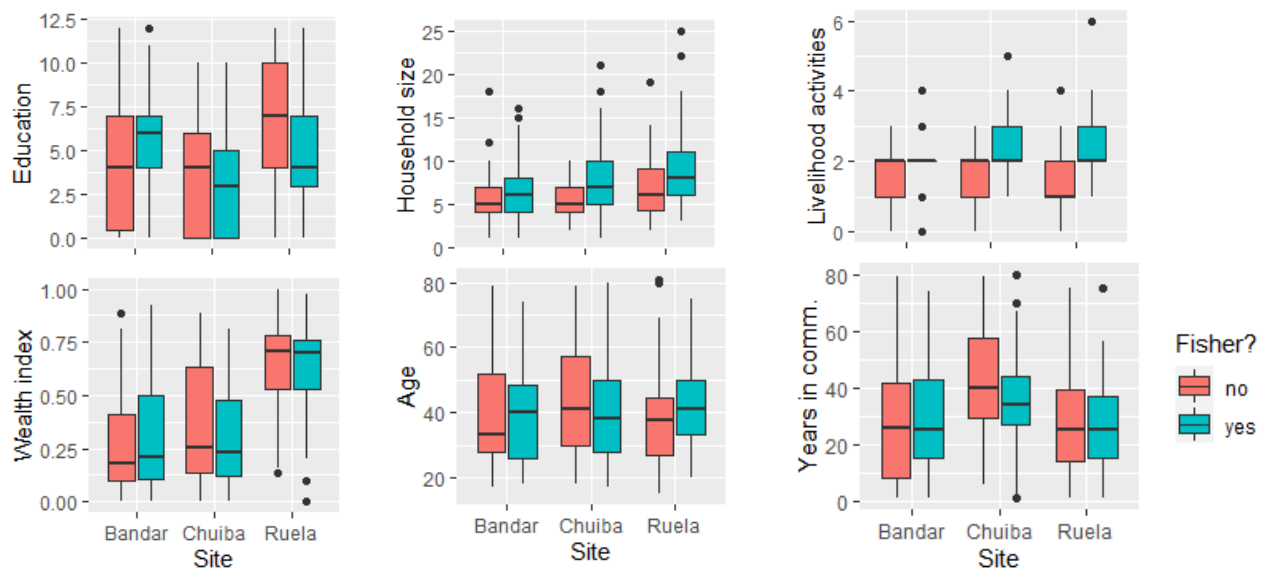 Education
12.5
10.0
7.5
5.0
2.5
0.0
Household size
25
20
15
10
5
0
Livelihood activities
6
4
2
0
Wealth index
1.00
0.75
0.50
0.25
0.00
Bandar Chuiba Ruela
Site
Age
80
60
40
20
Bandar Chuiba Ruela
Site
Years in comm.
80
60
40
20
0
Bandar Chuiba Ruela
Site
Fisher?
no
yes